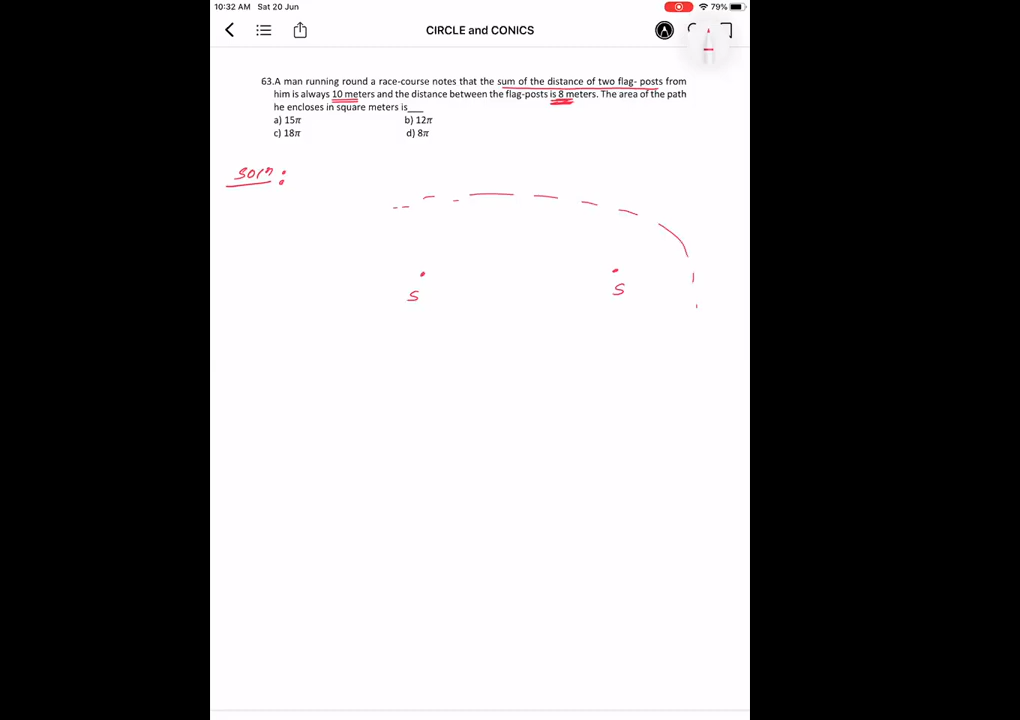 10:32 AM Sat 20 Jun
79%
CIRCLE and CONICS
63.A man running round a race-course notes that the sum of the distance of two flag- posts from
him is always 10 meters and the distance between the flag-posts is 8 meters. The area of the path
he encloses in square meters is___
a) 15π b) 12π
c) 18π d) 8π
Soln :
S S